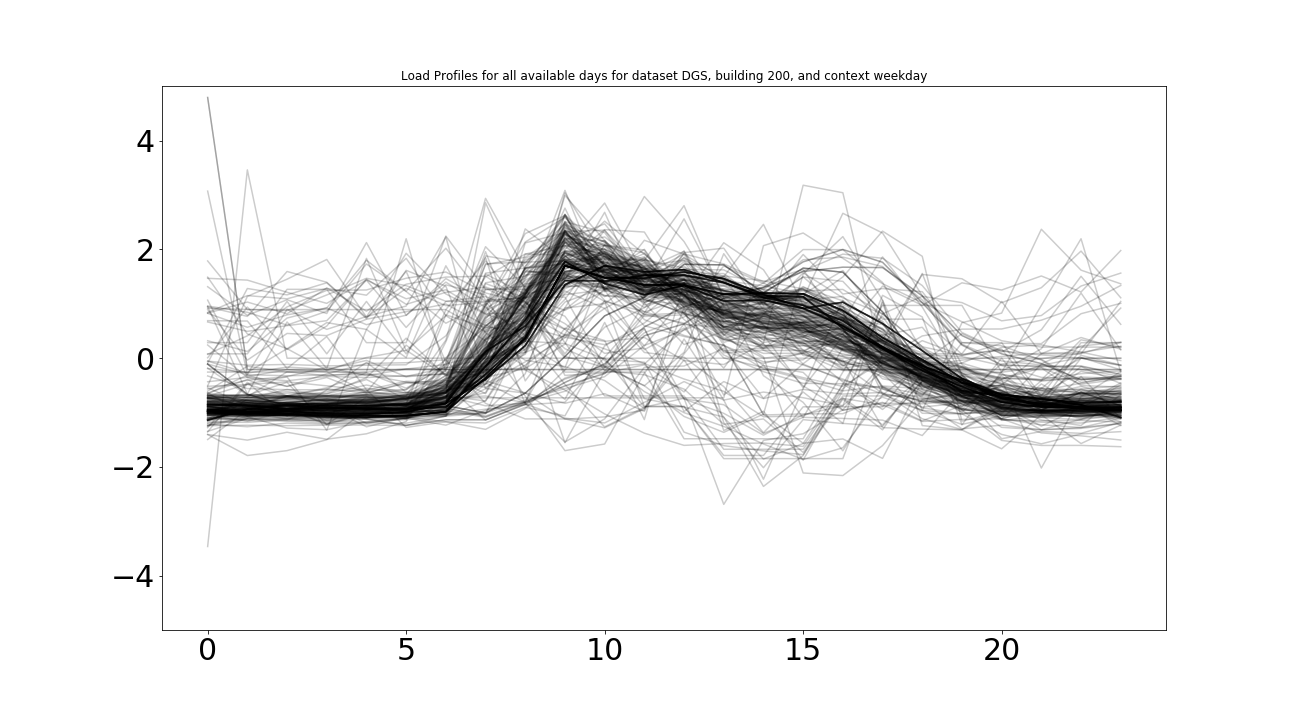 Load Profiles for all available days for dataset DGS, building 200, and context weekday
4
2
0
−2
−4
0 5 10 15 20